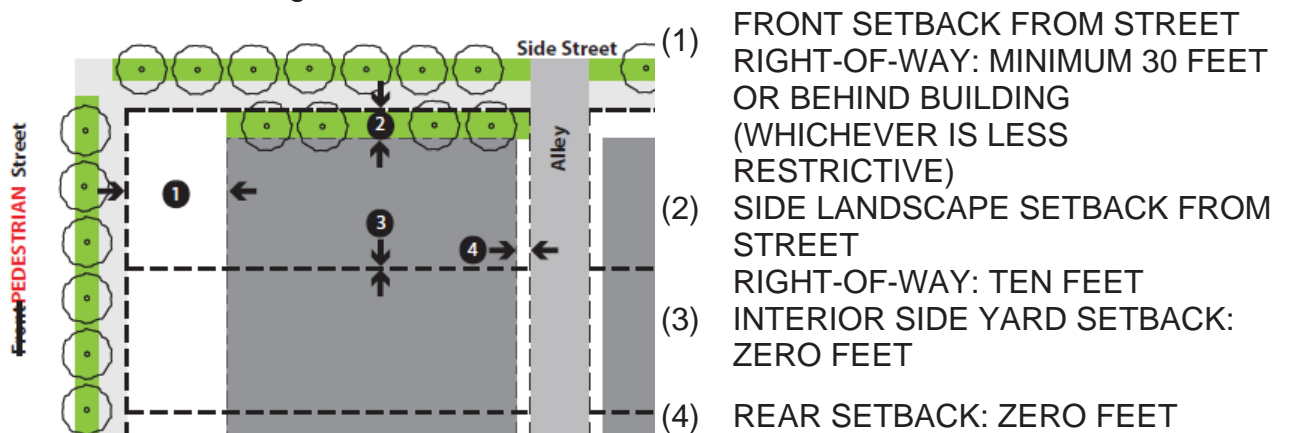 Side Street
Alley
Front PEDESTRIAN Street
1
2
3
4
(1) FRONT SETBACK FROM STREET
RIGHT-OF-WAY: MINIMUM 30 FEET
OR BEHIND BUILDING
(WHICHEVER IS LESS
RESTRICTIVE)
(2) SIDE LANDSCAPE SETBACK FROM
STREET
RIGHT-OF-WAY: TEN FEET
(3) INTERIOR SIDE YARD SETBACK:
ZERO FEET
(4) REAR SETBACK: ZERO FEET